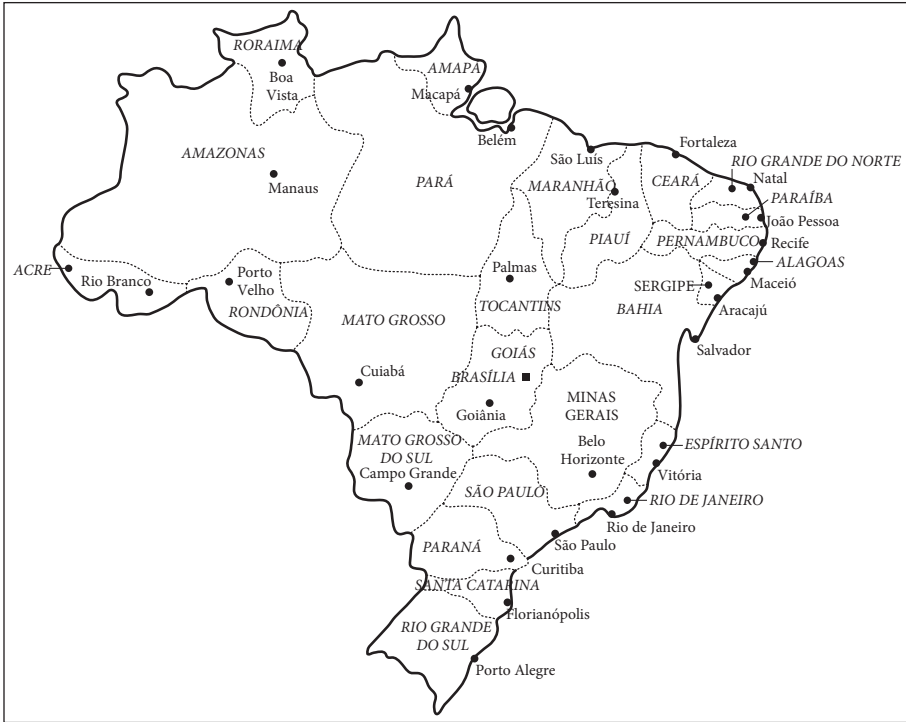 RORAIMA
Boa
Vista
AMAPÁ
Macapá
Belém
São Luís
Fortaleza
RIO GRANDE DO NORTE
Natal
AMAZONAS
Manaus
PARÁ
MARANHÃO
Teresina
CEARÁ
PARAÍBA
João Pessoa
PIAUÍ
PERNAMBUCO
Recife
ALAGOAS
Maceió
ACRE
Rio Branco
Porto
Velho
RONDÔNIA
Palmas
TOCANTINS
SERGIPE
Aracajú
BAHIA
MATO GROSSO
Salvador
GOIÁS
Cuiabá
BRASÍLIA
Goiânia
MINAS
GERAIS
Belo
Horizonte
ESPÍRITO SANTO
Vitória
MATO GROSSO
DO SUL
Campo Grande
SÃO PAULO
RIO DE JANEIRO
Rio de Janeiro
São Paulo
PARANÁ
Curitiba
SANTA CATARINA
Florianópolis
RIO GRANDE
DO SUL
Porto Alegre